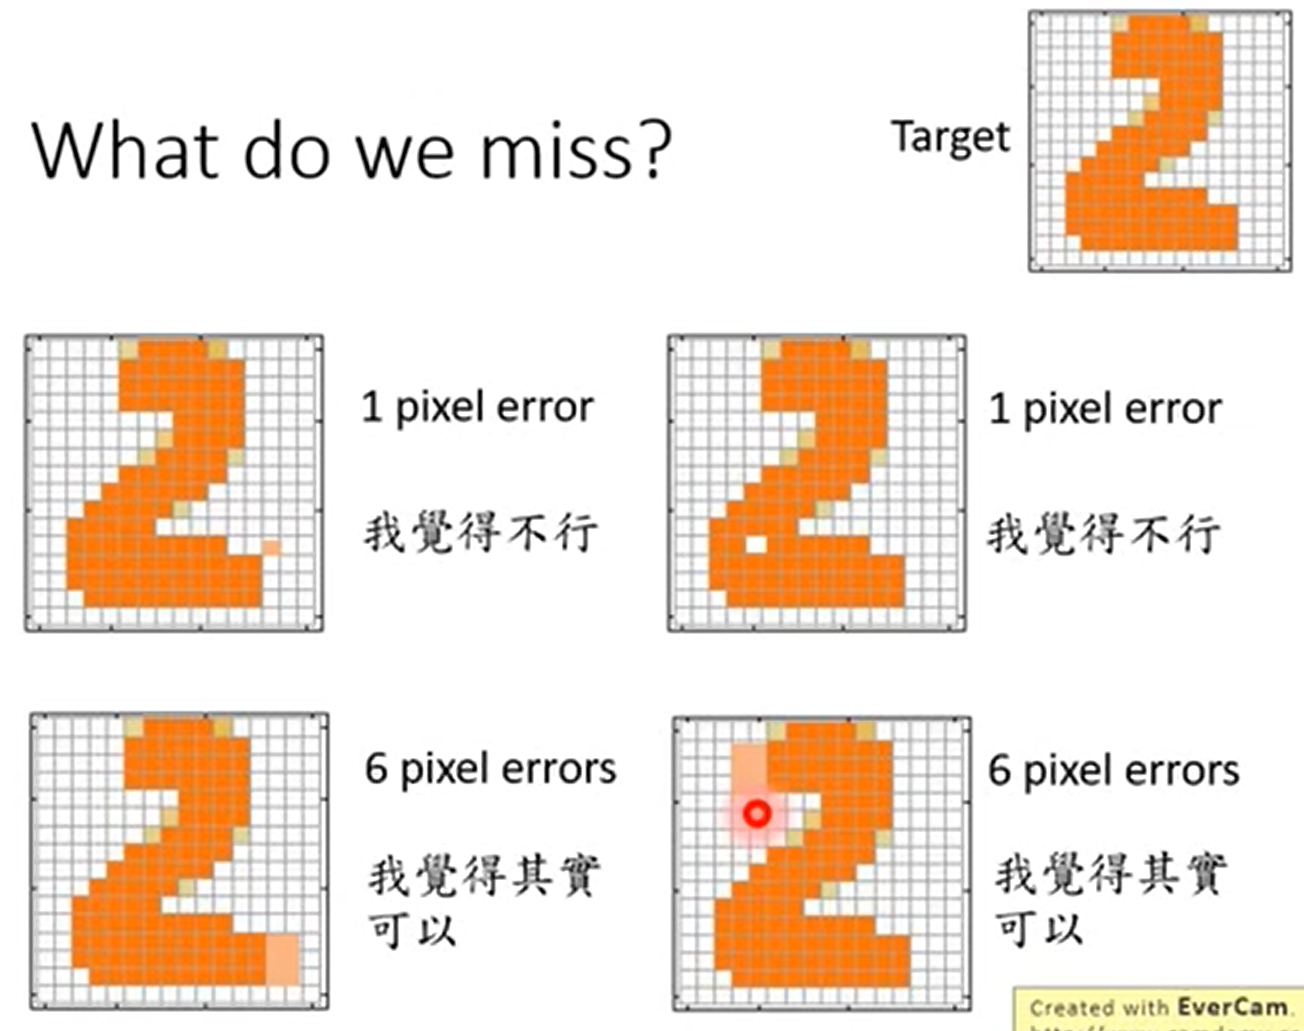 What do we miss?
Target
1 pixel error
我覺得不行
1 pixel error
我覺得不行
6 pixel errors
我覺得其實
可以
6 pixel errors
我覺得其實
可以
Created with EverCam.